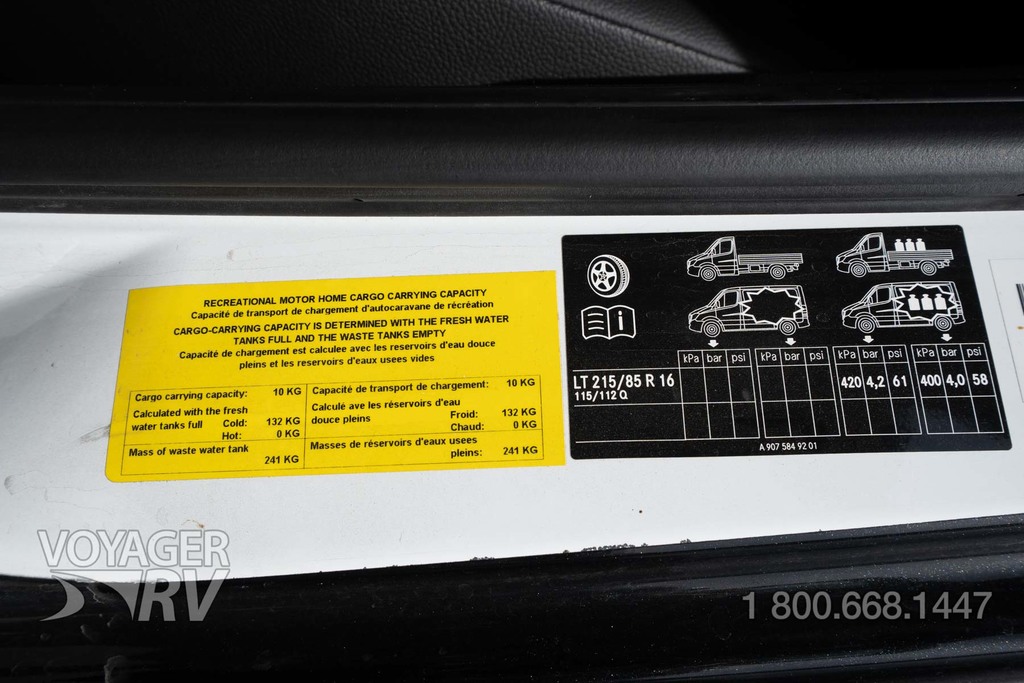 RECREATIONAL MOTOR HOME CARGO CARRYING CAPACITY
Capacité de transport de chargement d'autocaravane de récréation
CARGO-CARRYING CAPACITY IS DETERMINED WITH THE FRESH WATER
TANKS FULL AND THE WASTE TANKS EMPTY
Capacité de chargement est calculee avec les reservoirs d'eau douce
pleins et les reservoirs d'eaux usees vides
Cargo carrying capacity: 10 KG
Capacité de transport de chargement: 10 KG
Calculated with the fresh
water tanks full Cold: 132 KG
Hot: 0 KG
Calculé ave les réservoirs d'eau
douce pleins Froid: 132 KG
Chaud: 0 KG
Mass of waste water tank
241 KG
Masses de réservoirs d'eaux usees
pleins: 241 KG
kPa bar psi kPa bar psi kPa bar psi kPa bar psi
LT 215/85 R 16 420 4,2 61 400 4,0 58
115/112 Q
A 907 584 92 01
VOYAGER
RV
1 800.668.1447